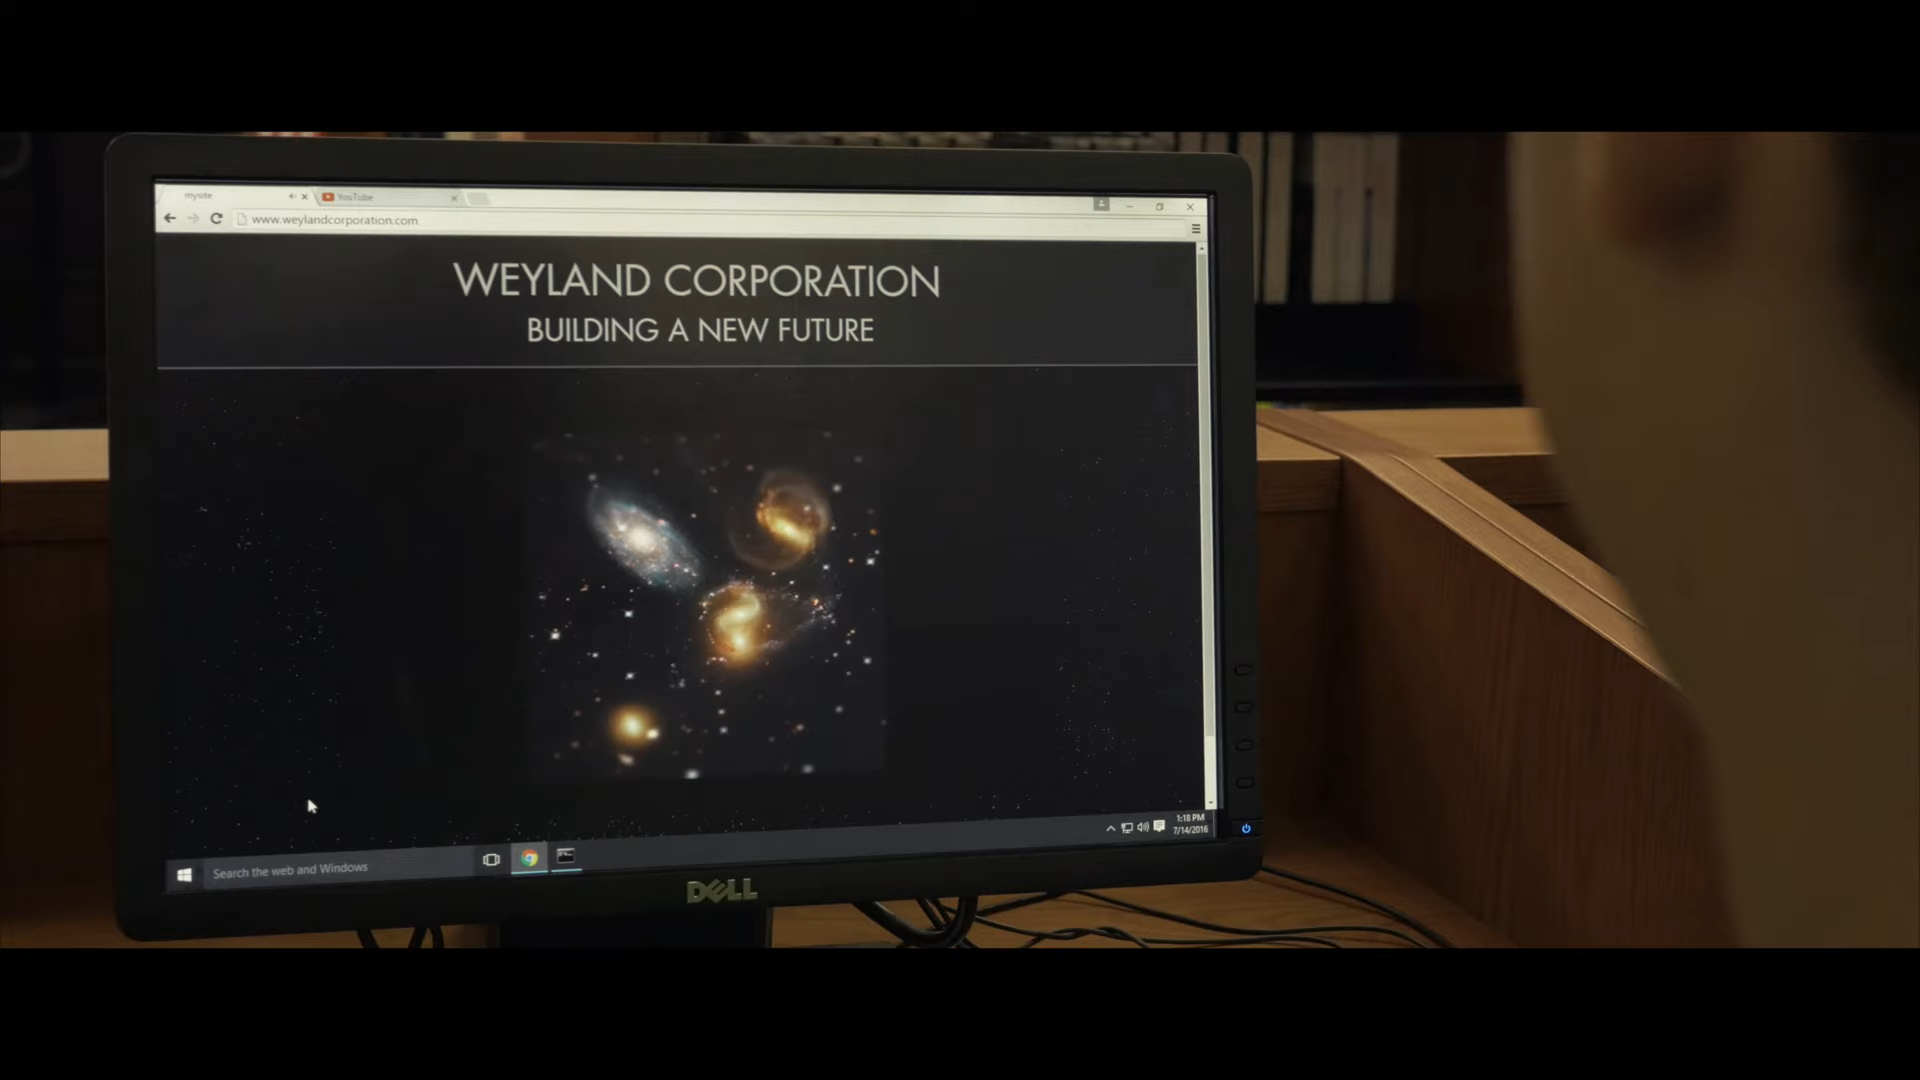 mysite
YouTube
www.weylandcorporation.com
WEYLAND CORPORATION
BUILDING A NEW FUTURE
Search the web and Windows
1:18 PM
7/14/2016
DELL